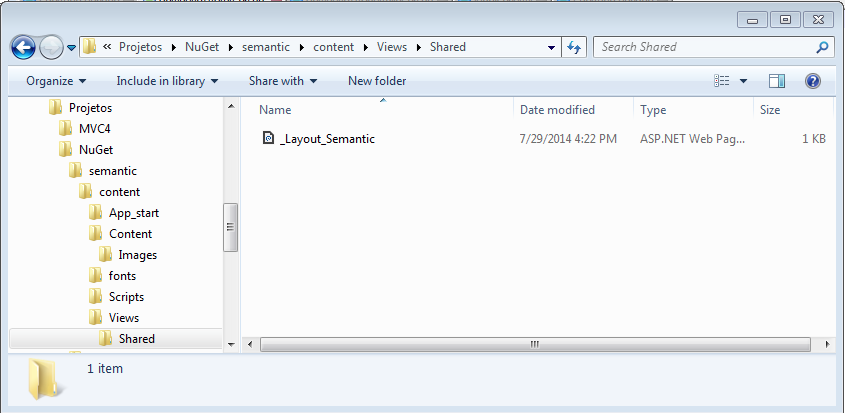 « Projetos ▸ NuGet ▸ semantic ▸ content ▸ Views ▸ Shared
Search Shared
Organize Include in library Share with New folder
Projetos
MVC4
NuGet
semantic
content
App_start
Content
Images
fonts
Scripts
Views
Shared
Name Date modified Type Size
_Layout_Semantic 7/29/2014 4:22 PM ASP.NET Web Pag... 1 KB
1 item